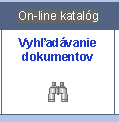 On-line katalóg
Vyhľadávanie
dokumentov